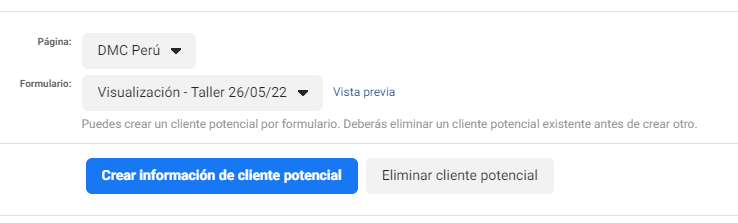 Página:
DMC Perú
Formulario:
Visualización - Taller 26/05/22 Vista previa
Puedes crear un cliente potencial por formulario. Deberás eliminar un cliente potencial existente antes de crear otro.
Crear información de cliente potencial Eliminar cliente potencial